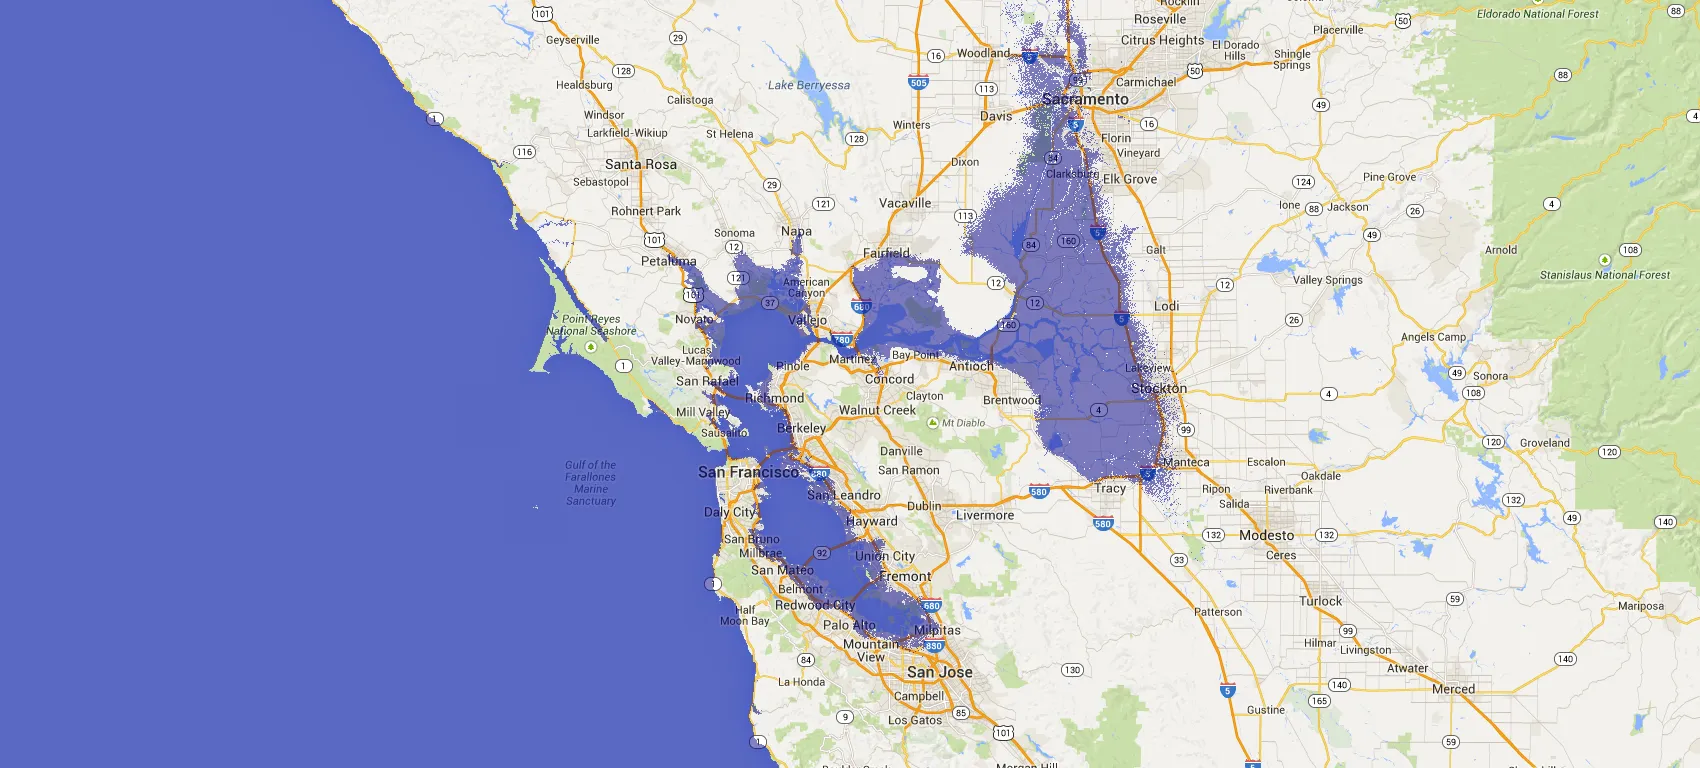 Rocklin
Roseville
Placerville
Eldorado National Forest
88
101
Geyserville
29
50
Citrus Heights
El Dorado
Hills
Shingle
Springs
Woodland
16
5
128
505
113
99
Carmichael
50
88
Healdsburg
Lake Berryessa
Calistoga
Sacramento
49
Windsor
1
Larkfield-Wikiup
St Helena
Winters
Davis
5
16
4
128
Florin
116
Vineyard
Santa Rosa
Dixon
84
Clarksburg
Elk Grove
Sebastopol
29
124
Pine Grove
Rohnert Park
121
Vacaville
113
Ione
88
Jackson
26
4
101
Sonoma
12
Napa
5
49
Petaluma
Fairfield
84
160
Galt
Arnold
108
Stanislaus National Forest
121
American
Canyon
12
Valley Springs
12
101
37
680
12
Lodi
Point Reyes
National Seashore
Novato
Vallejo
160
5
26
Angels Camp
780
Lucas
Valley-Marinwood
Martinez
Bay Point
Antioch
Lakeview
1
Pinole
49
Sonora
San Rafael
Concord
Stockton
108
Richmond
Clayton
Brentwood
4
4
Mill Valley
Walnut Creek
Mt Diablo
Sausalito
Berkeley
99
120
Groveland
Danville
120
Gulf of the
Farallones
Marine
Sanctuary
San Francisco
San Ramon
Manteca
Escalon
Oakdale
5
580
Tracy
Ripon
Riverbank
San Leandro
Dublin
Livermore
Salida
132
Daly City
Hayward
580
49
140
San Bruno
Millbrae
92
Union City
132
Modesto
132
Ceres
33
San Mateo
Fremont
1
Belmont
Redwood City
680
Turlock
59
Mariposa
Half
Moon Bay
Palo Alto
Milpitas
Patterson
99
Mountain
View
880
Hilmar
Livingston
84
San Jose
130
Atwater
140
La Honda
140
Merced
5
Campbell
165
9
85
Gustine
Los Gatos
101
1
59
5
Morgan Hill